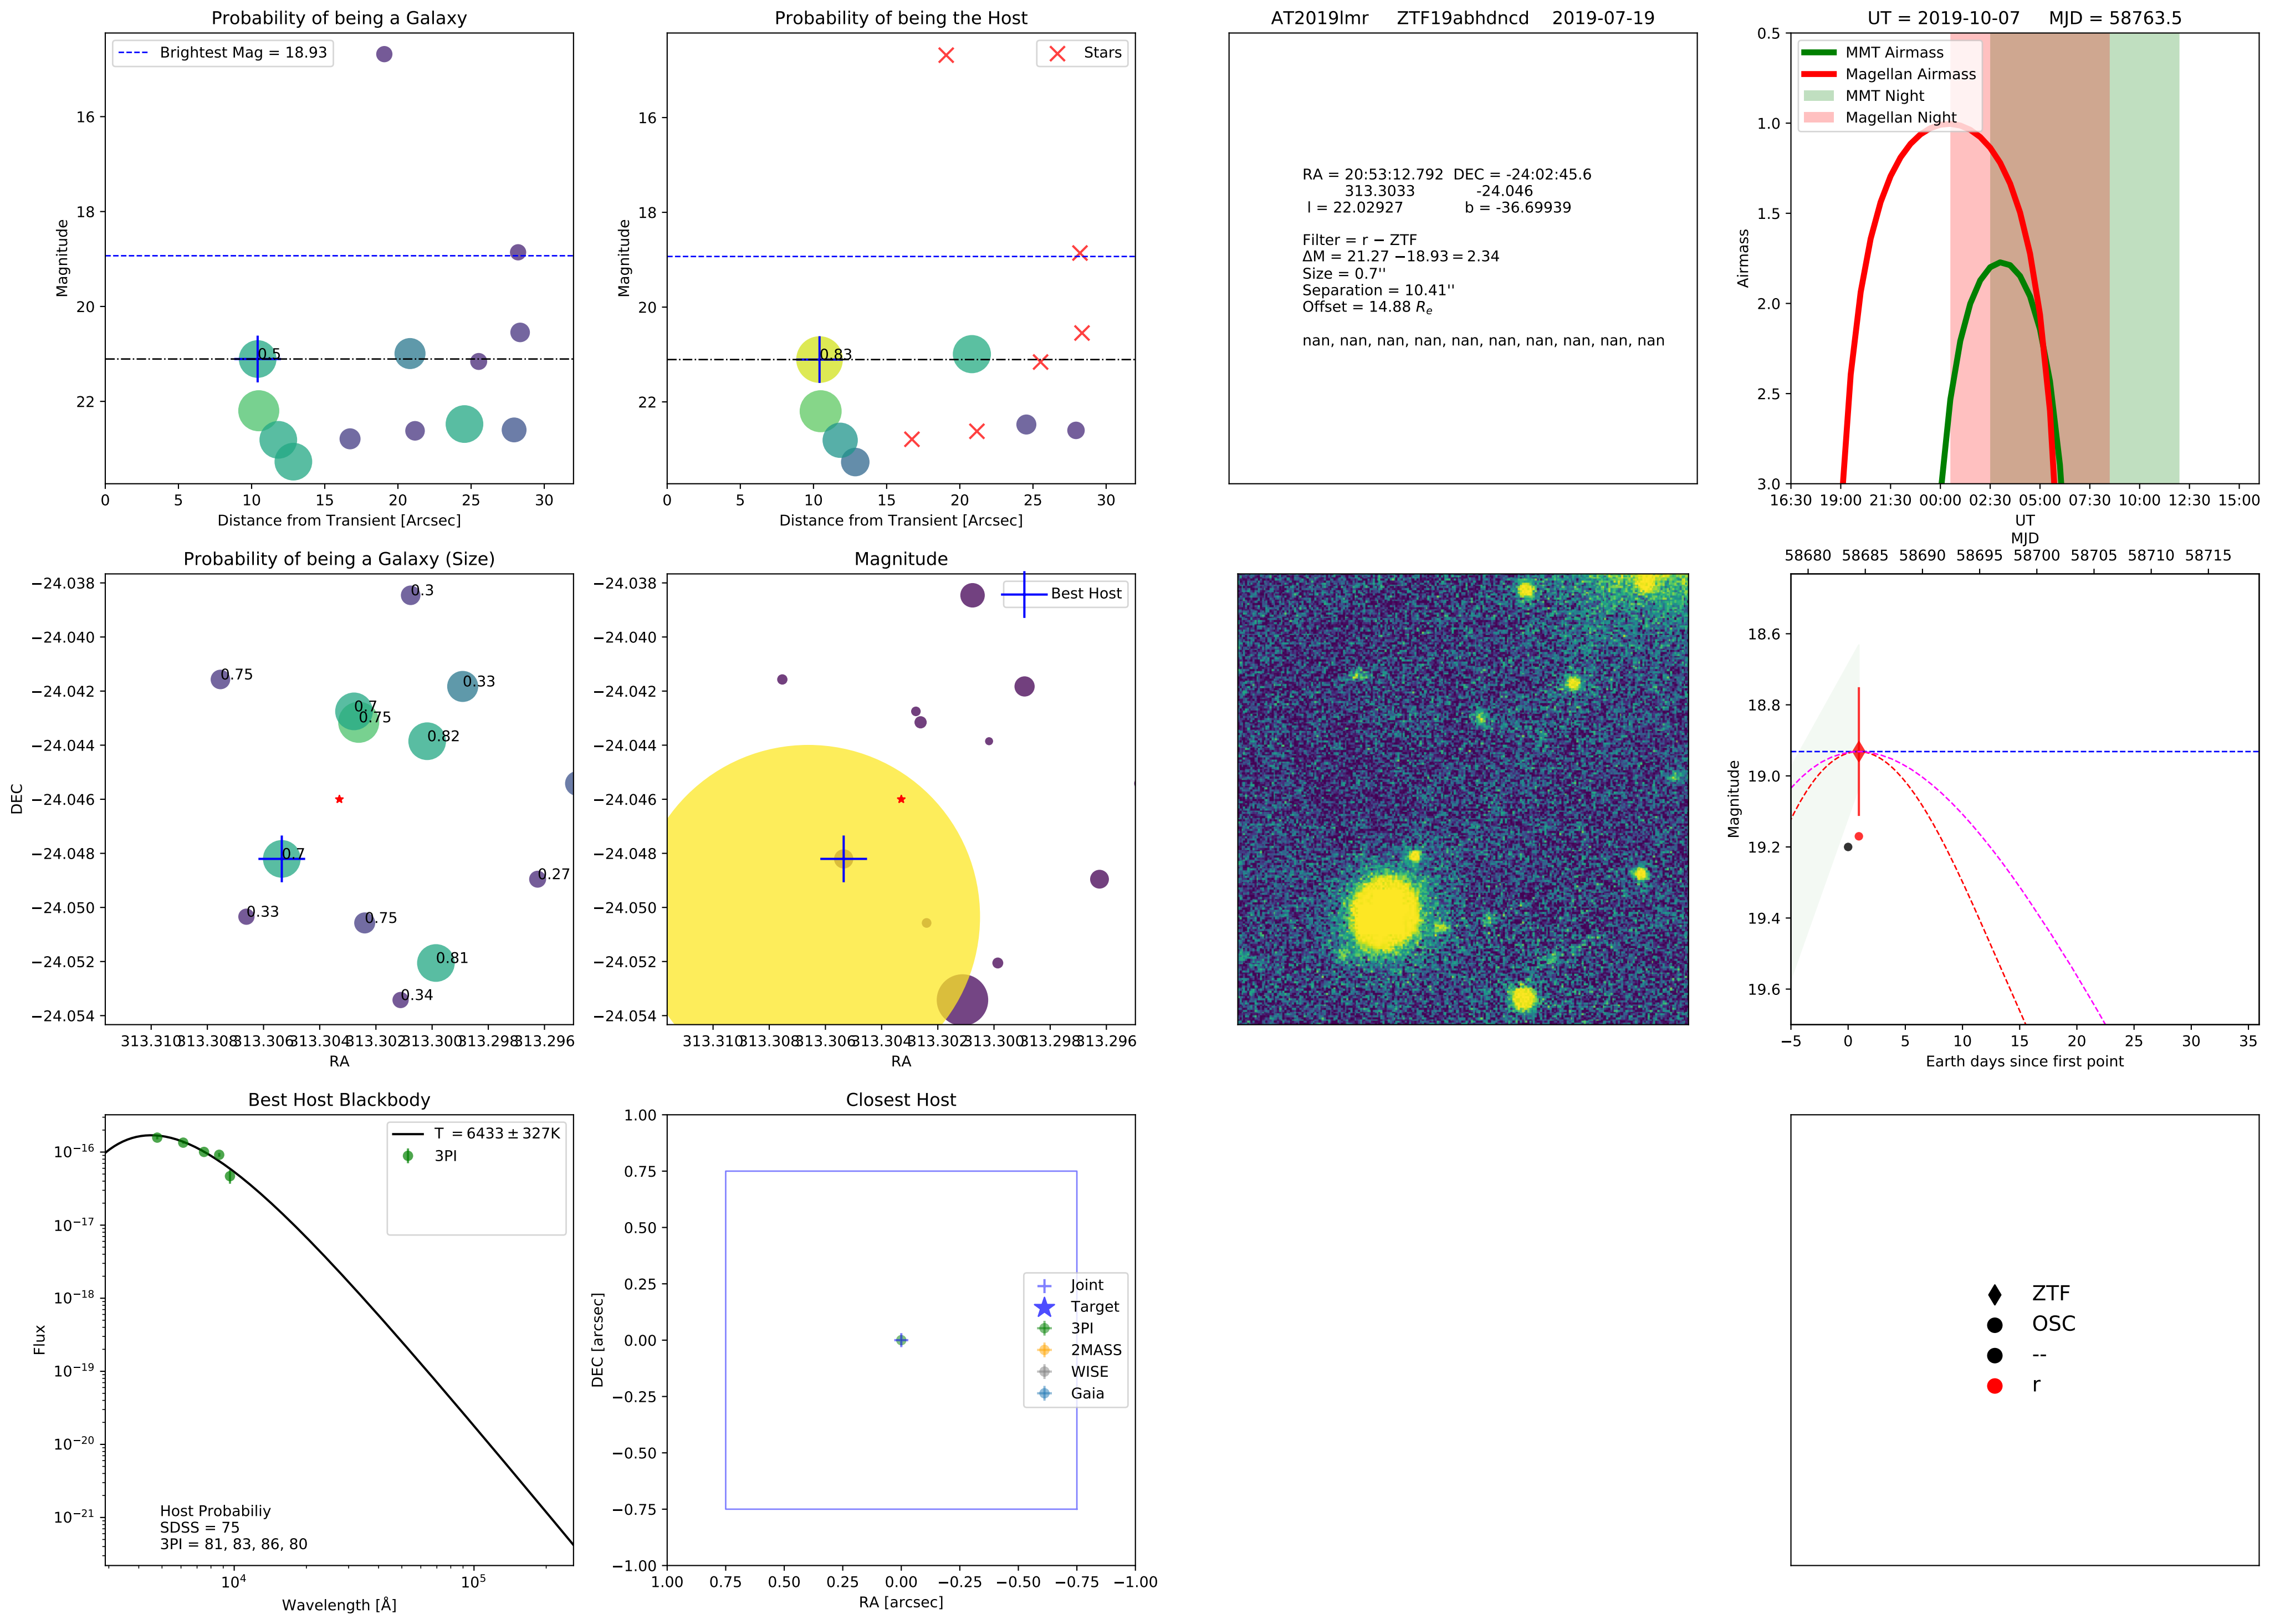 Probability of being a Galaxy
Brightest Mag = 18.93
0.5
16
18
20
22
Magnitude
0 5 10 15 20 25 30
Distance from Transient [Arcsec]
Probability of being the Host
Stars
0.83
16
18
20
22
Magnitude
0 5 10 15 20 25 30
Distance from Transient [Arcsec]
AT2019lmr ZTF19abhdncd 2019-07-19
RA = 20:53:12.792 DEC = -24:02:45.6
313.3033 -24.046
l = 22.02927 b = -36.69939
Filter = r − ZTF
ΔM = 21.27 −18.93 = 2.34
Size = 0.7''
Separation = 10.41''
Offset = 14.88 Re
nan, nan, nan, nan, nan, nan, nan, nan, nan, nan
UT = 2019-10-07 MJD = 58763.5
MMT Airmass
Magellan Airmass
MMT Night
Magellan Night
0.5
1.0
1.5
2.0
2.5
3.0
Airmass
16:30 19:00 21:30 00:00 02:30 05:00 07:30 10:00 12:30 15:00
UT
Probability of being a Galaxy (Size)
0.3
0.75
0.33
0.7
0.75
0.82
0.7
0.27
0.33
0.75
0.81
0.34
−24.038
−24.040
−24.042
−24.044
−24.046
−24.048
−24.050
−24.052
−24.054
DEC
313.310 313.308 313.306 313.304 313.302 313.300 313.298 313.296
RA
Magnitude
Best Host
−24.038
−24.040
−24.042
−24.044
−24.046
−24.048
−24.050
−24.052
−24.054
313.310 313.308 313.306 313.304 313.302 313.300 313.298 313.296
RA
MJD
58680 58685 58690 58695 58700 58705 58710 58715
18.6
18.8
19.0
19.2
19.4
19.6
Magnitude
−5 0 5 10 15 20 25 30 35
Earth days since first point
Best Host Blackbody
T = 6433 ± 327K
3PI
10−16
10−17
10−18
10−19
10−20
10−21
Flux
Host Probabiliy
SDSS = 75
3PI = 81, 83, 86, 80
104 105
Wavelength [Å]
Closest Host
Joint
Target
3PI
2MASS
WISE
Gaia
1.00
0.75
0.50
0.25
0.00
−0.25
−0.50
−0.75
−1.00
DEC [arcsec]
1.00 0.75 0.50 0.25 0.00 −0.25 −0.50 −0.75 −1.00
RA [arcsec]
ZTF
OSC
--
r